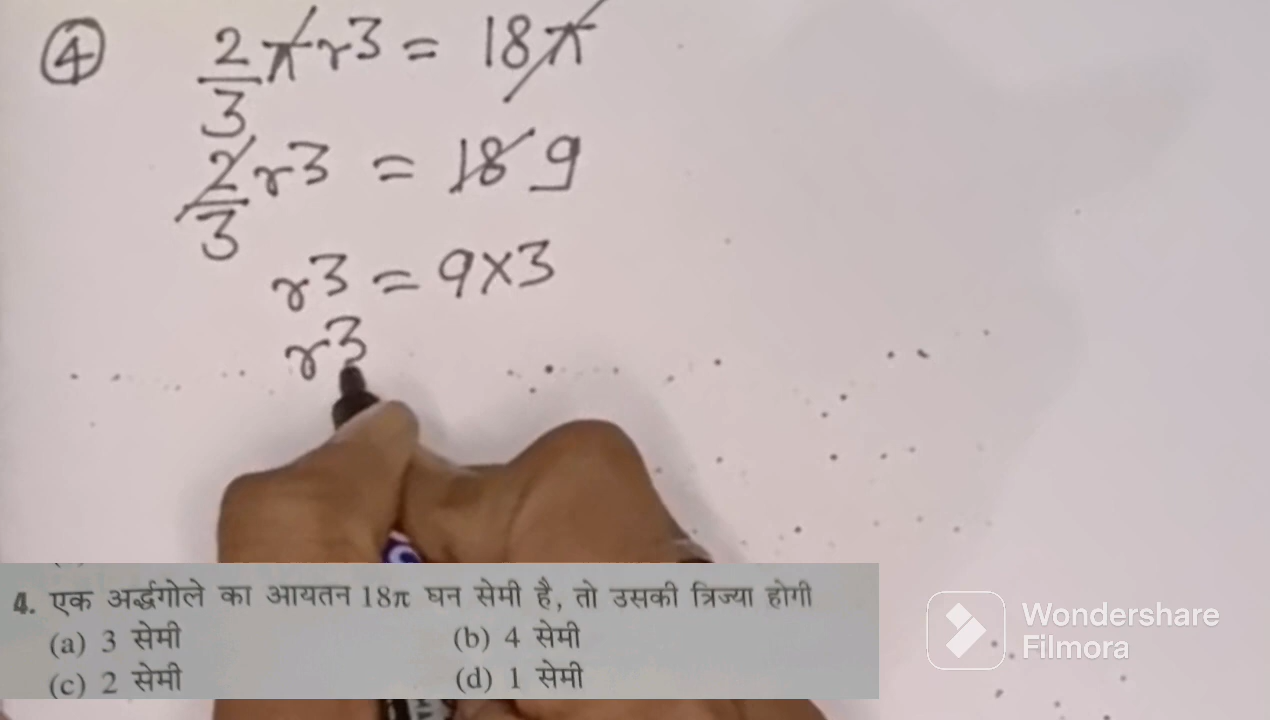 ④ 2/3 πr3 = 18π
2/3 r3 = 18 9
r3 = 9×3
r3
4. एक अर्द्धगोले का आयतन 18π घन सेमी है, तो उसकी त्रिज्या होगी
(a) 3 सेमी (b) 4 सेमी
(c) 2 सेमी (d) 1 सेमी
Wondershare
Filmora